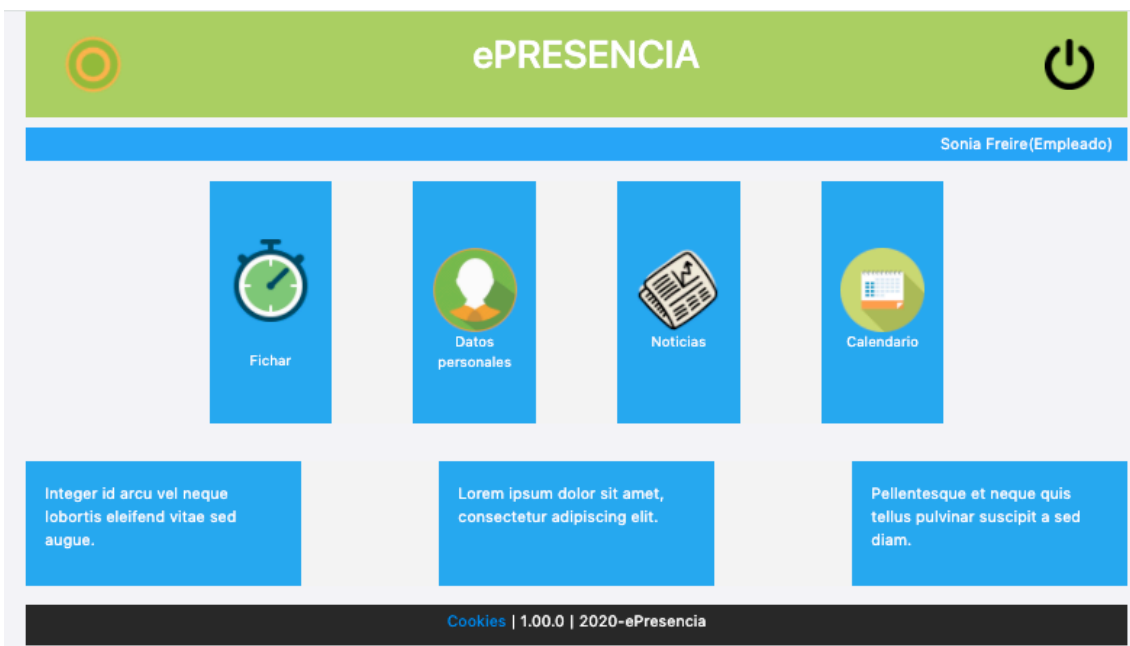 ePRESENCIA
Sonia Freire(Empleado)
Fichar
Datos
personales
Noticias
Calendario
Integer id arcu vel neque
lobortis eleifend vitae sed
augue.
Lorem ipsum dolor sit amet,
consectetur adipiscing elit.
Pellentesque et neque quis
tellus pulvinar suscipit a sed
diam.
Cookies | 1.00.0 | 2020-ePresencia